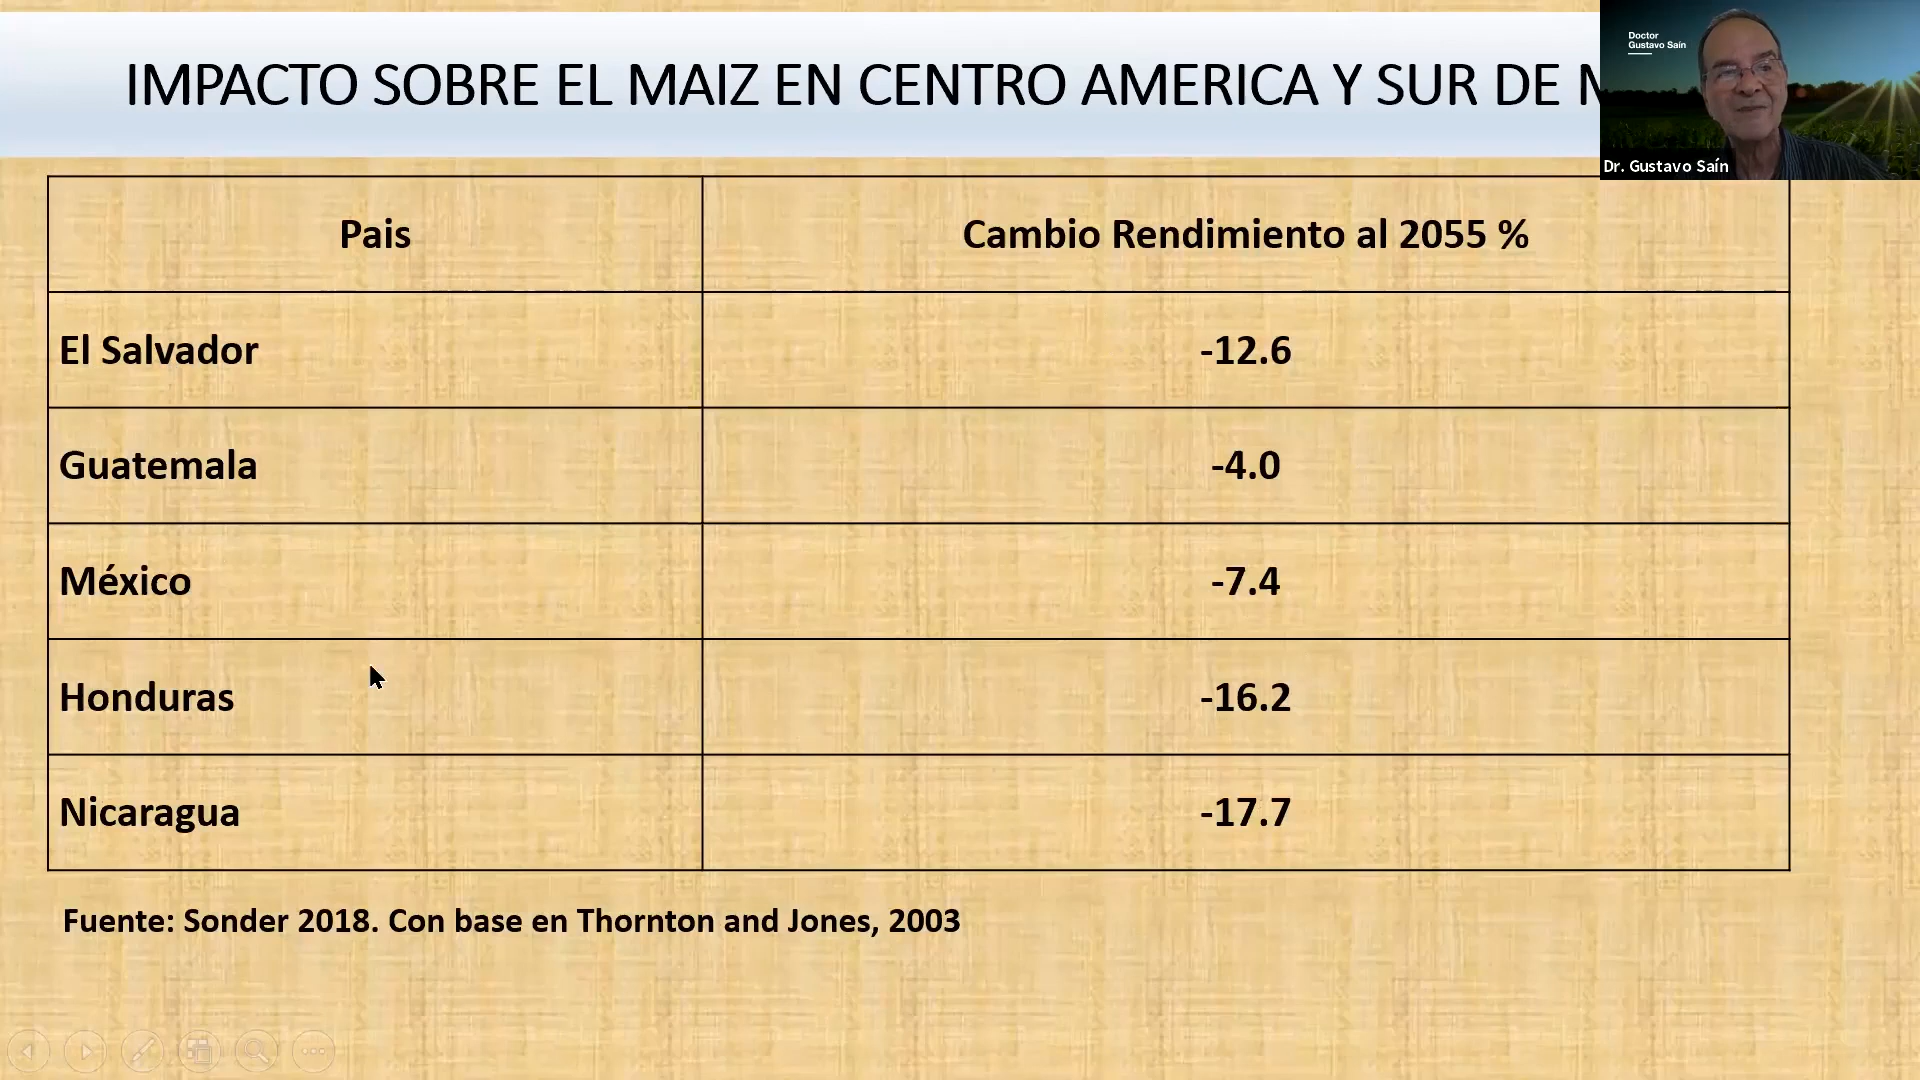 IMPACTO SOBRE EL MAIZ EN CENTRO AMERICA Y SUR DE
Doctor
Gustavo Saín
Dr. Gustavo Saín
Pais Cambio Rendimiento al 2055 %
El Salvador -12.6
Guatemala -4.0
México -7.4
Honduras -16.2
Nicaragua -17.7
Fuente: Sonder 2018. Con base en Thornton and Jones, 2003